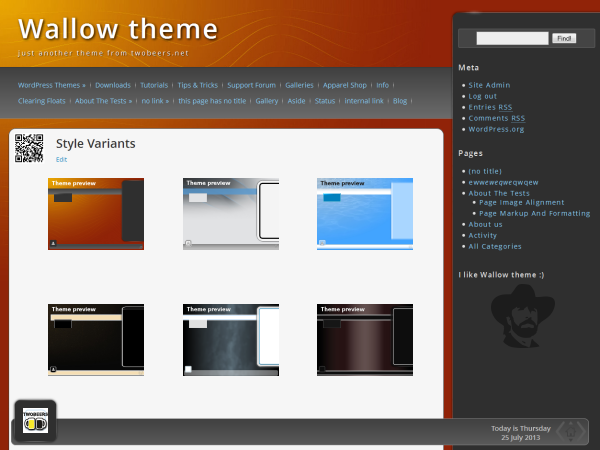 Wallow theme
Just another theme from twobeers.net
Find!
WordPress Themes » Downloads Tutorials Tips & Tricks Support Forum Galleries Apparel Shop Info
Clearing Floats About The Tests » no link » this page has no title Gallery Aside Status internal link Blog
Style Variants
Edit
Theme preview Theme preview Theme preview
Theme preview Theme preview Theme preview
Meta
Site Admin
Log out
Entries RSS
Comments RSS
WordPress.org
Pages
(no title)
ewwewqweqwqwew
About The Tests
Page Image Alignment
Page Markup And Formatting
About us
Activity
All Categories
I like Wallow theme :)
TWOBEERS
Today is Thursday
25 July 2013